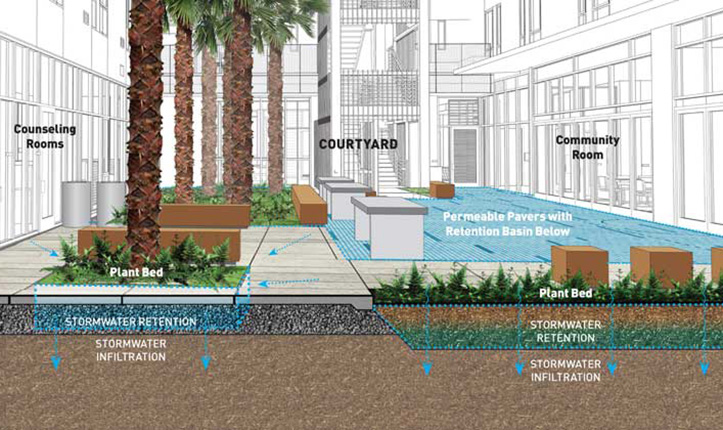 Counseling
Rooms
COURTYARD
Community
Room
Permeable Pavers with
Retention Basin Below
Plant Bed
Plant Bed
STORMWATER RETENTION
STORMWATER
INFILTRATION
STORMWATER
RETENTION
STORMWATER
INFILTRATION